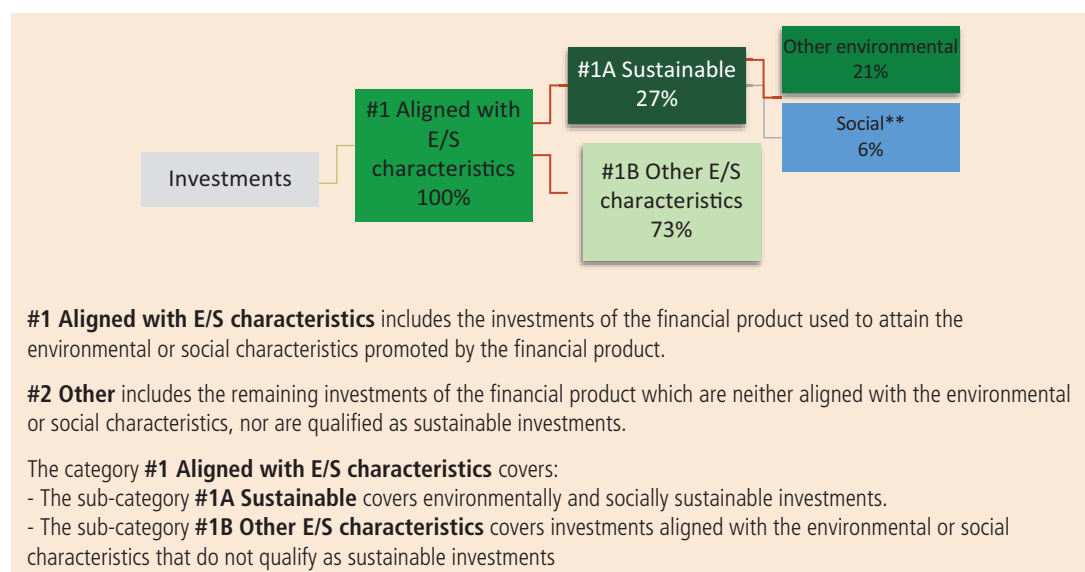 Investments
#1 Aligned with
E/S
characteristics
100%
#1A Sustainable
27%
#1B Other E/S
characteristics
73%
Other environmental
21%
Social**
6%
#1 Aligned with E/S characteristics includes the investments of the financial product used to attain the
environmental or social characteristics promoted by the financial product.
#2 Other includes the remaining investments of the financial product which are neither aligned with the environmental
or social characteristics, nor are qualified as sustainable investments.
The category #1 Aligned with E/S characteristics covers:
- The sub-category #1A Sustainable covers environmentally and socially sustainable investments.
- The sub-category #1B Other E/S characteristics covers investments aligned with the environmental or social
characteristics that do not qualify as sustainable investments